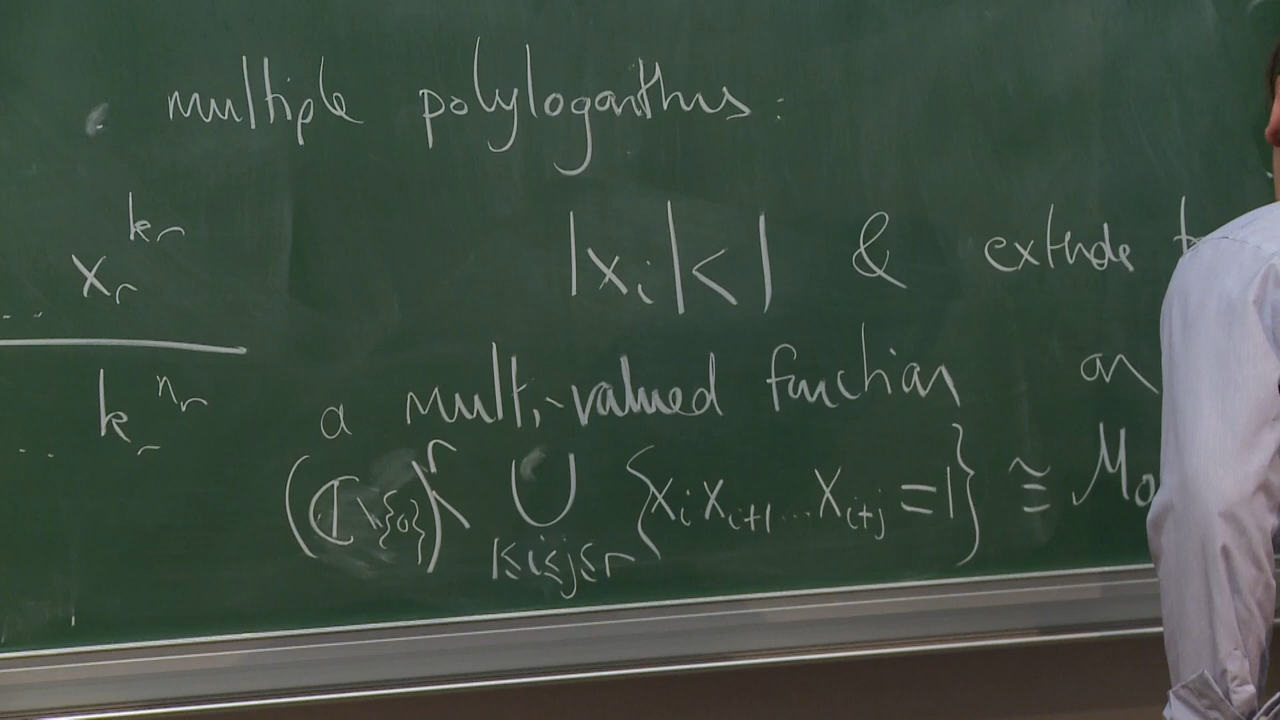 multiple polylogarithms:
x_r^{k_r}
|x_i| < 1 & extends to
k_r^{n_r}
a multi-valued function on
(ℂ\{0})^r \ ⋃_{1≤i≤j≤r} {x_i x_{i+1} ... x_{i+j} = 1} ≅ M_0